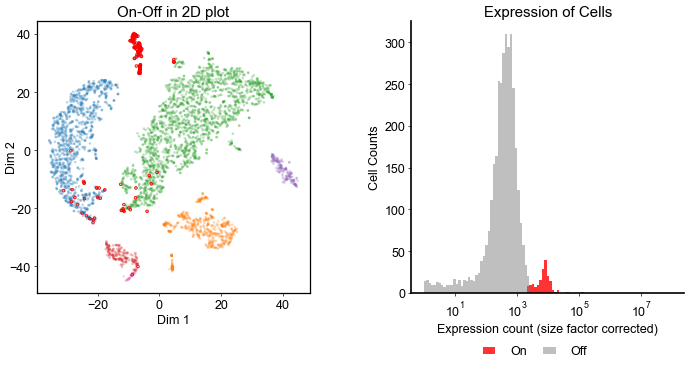 On-Off in 2D plot
40
20
0
−20
−40
Dim 2
−20
0
20
40
Dim 1
Expression of Cells
300
250
200
150
100
50
0
Cell Counts
10^1
10^3
10^5
10^7
Expression count (size factor corrected)
On
Off